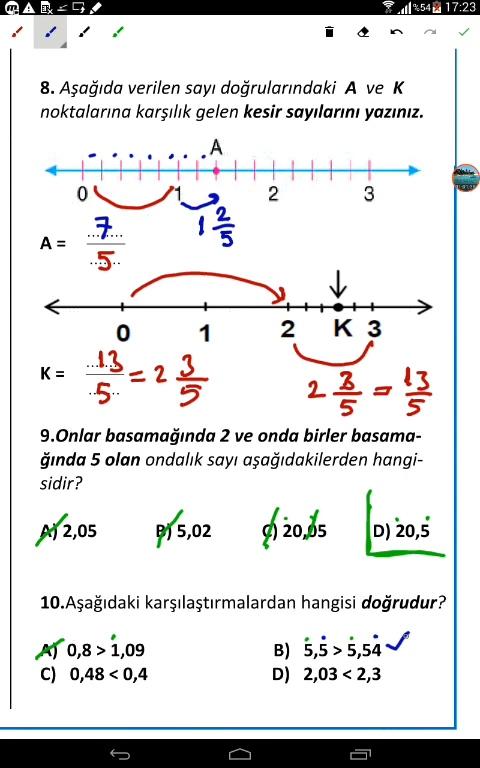 %54 17:23
8. Aşağıda verilen sayı doğrularındaki A ve K
noktalarına karşılık gelen kesir sayılarını yazınız.
A
0 1 2 3
1 2/5
A = 7/5
0 1 2 K 3
K = 13/5 = 2 3/5
2 3/5 = 13/5
9.Onlar basamağında 2 ve onda birler basama-
ğında 5 olan ondalık sayı aşağıdakilerden hangi-
sidir?
A) 2,05 B) 5,02 C) 20,05 D) 20,5
10.Aşağıdaki karşılaştırmalardan hangisi doğrudur?
A) 0,8 > 1,09 B) 5,5 > 5,54
C) 0,48 < 0,4 D) 2,03 < 2,3